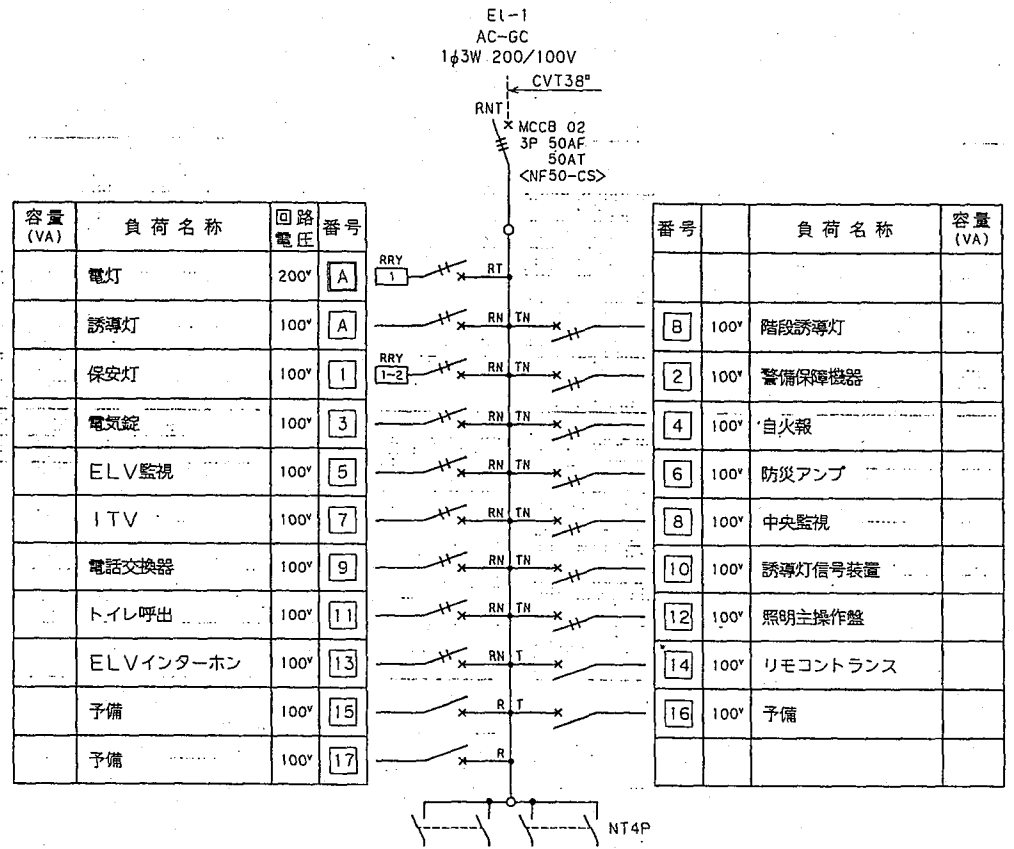 El-1
AC-GC
1φ3W 200/100V
CVT38°
RNT
MCCB 02
3P 50AF
50AT
<NF50-CS>
容量(VA) 負荷名称 回路電圧 番号
電灯 200V A RRY 1 RT
誘導灯 100V A RN TN B 100V 階段誘導灯
保安灯 100V 1 RRY 1-2 RN TN 2 100V 警備保障機器
電気錠 100V 3 RN TN 4 100V 自火報
ELV監視 100V 5 RN TN 6 100V 防災アンプ
ITV 100V 7 RN TN 8 100V 中央監視
電話交換器 100V 9 RN TN 10 100V 誘導灯信号装置
トイレ呼出 100V 11 RN TN 12 100V 照明主操作盤
ELVインターホン 100V 13 RN T 14 100V リモコントランス
予備 100V 15 R T 16 100V 予備
予備 100V 17 R
番号 負荷名称 容量(VA)
NT4P